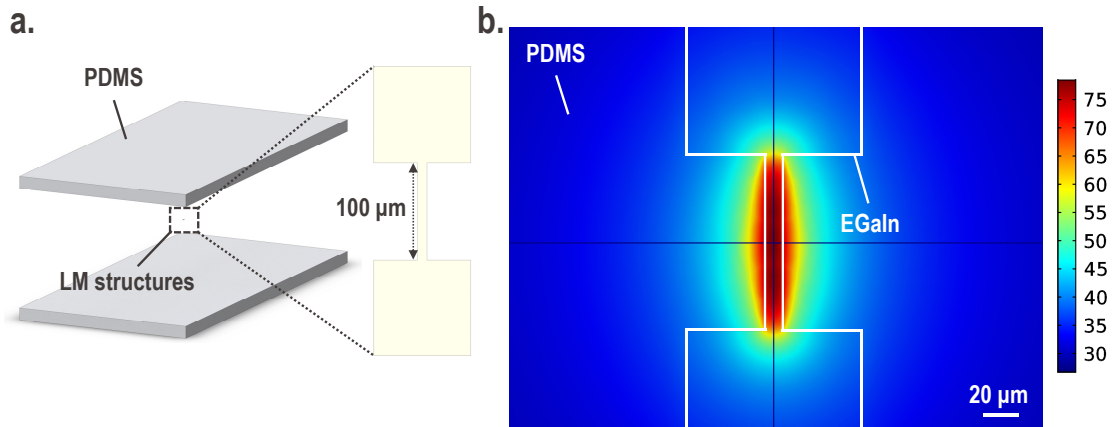 a.
PDMS
100 μm
LM structures
b.
PDMS
EGaIn
20 μm
75
70
65
60
55
50
45
40
35
30